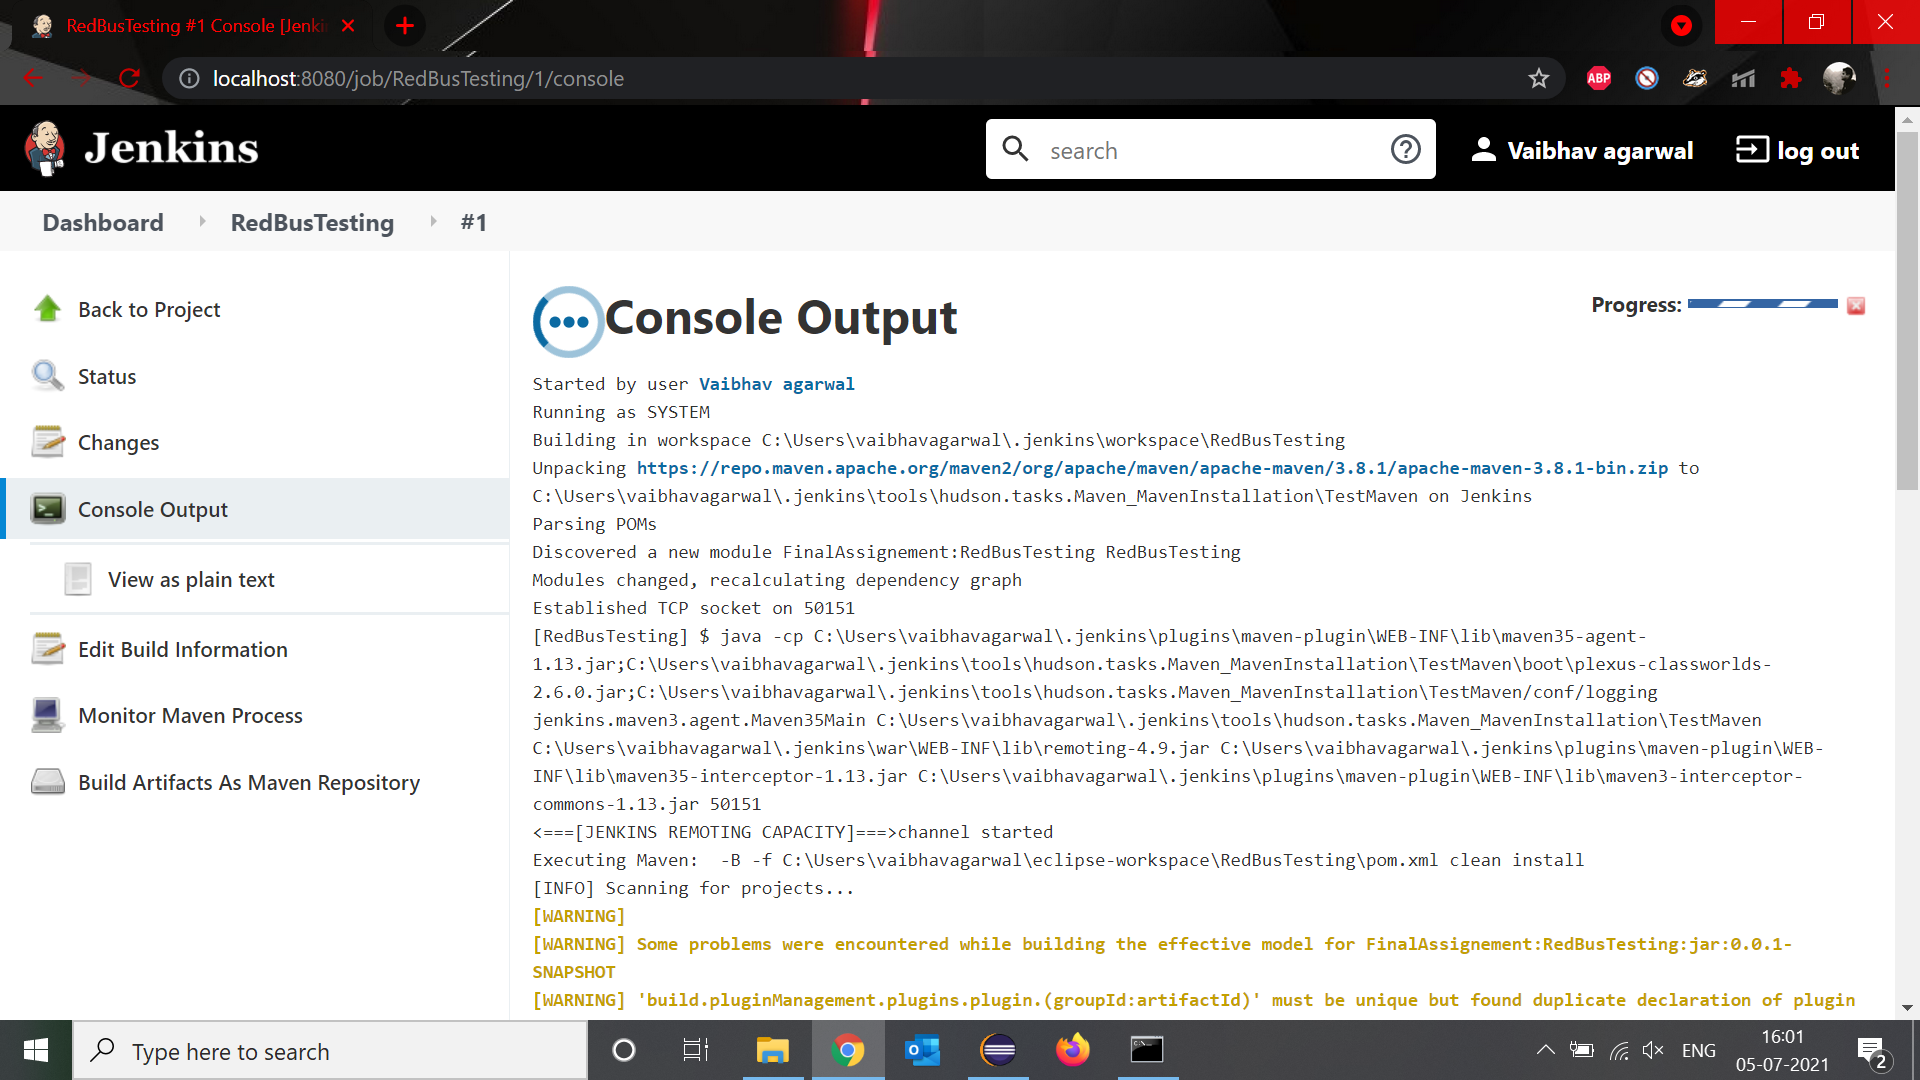 RedBusTesting #1 Console [Jenki
localhost:8080/job/RedBusTesting/1/console
ABP
Jenkins
search
Vaibhav agarwal
log out
Dashboard
RedBusTesting
#1
Back to Project
Status
Changes
Console Output
View as plain text
Edit Build Information
Monitor Maven Process
Build Artifacts As Maven Repository
Console Output
Progress:
Started by user Vaibhav agarwal
Running as SYSTEM
Building in workspace C:\Users\vaibhavagarwal\.jenkins\workspace\RedBusTesting
Unpacking https://repo.maven.apache.org/maven2/org/apache/maven/apache-maven/3.8.1/apache-maven-3.8.1-bin.zip to
C:\Users\vaibhavagarwal\.jenkins\tools\hudson.tasks.Maven_MavenInstallation\TestMaven on Jenkins
Parsing POMs
Discovered a new module FinalAssignement:RedBusTesting RedBusTesting
Modules changed, recalculating dependency graph
Established TCP socket on 50151
[RedBusTesting] $ java -cp C:\Users\vaibhavagarwal\.jenkins\plugins\maven-plugin\WEB-INF\lib\maven35-agent-
1.13.jar;C:\Users\vaibhavagarwal\.jenkins\tools\hudson.tasks.Maven_MavenInstallation\TestMaven\boot\plexus-classworlds-
2.6.0.jar;C:\Users\vaibhavagarwal\.jenkins\tools\hudson.tasks.Maven_MavenInstallation\TestMaven/conf/logging
jenkins.maven3.agent.Maven35Main C:\Users\vaibhavagarwal\.jenkins\tools\hudson.tasks.Maven_MavenInstallation\TestMaven
C:\Users\vaibhavagarwal\.jenkins\war\WEB-INF\lib\remoting-4.9.jar C:\Users\vaibhavagarwal\.jenkins\plugins\maven-plugin\WEB-
INF\lib\maven35-interceptor-1.13.jar C:\Users\vaibhavagarwal\.jenkins\plugins\maven-plugin\WEB-INF\lib\maven3-interceptor-
commons-1.13.jar 50151
<===[JENKINS REMOTING CAPACITY]===>channel started
Executing Maven:  -B -f C:\Users\vaibhavagarwal\eclipse-workspace\RedBusTesting\pom.xml clean install
[INFO] Scanning for projects...
[WARNING]
[WARNING] Some problems were encountered while building the effective model for FinalAssignement:RedBusTesting:jar:0.0.1-
SNAPSHOT
[WARNING] 'build.pluginManagement.plugins.plugin.(groupId:artifactId)' must be unique but found duplicate declaration of plugin
Type here to search
ENG
16:01
05-07-2021
2